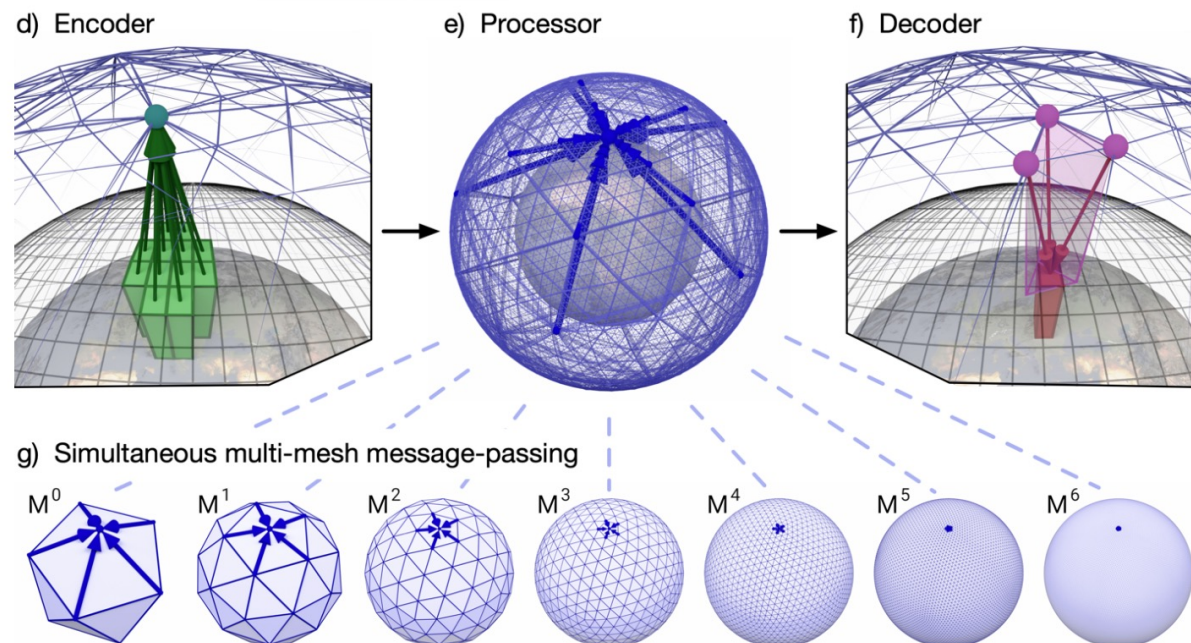 d) Encoder
e) Processor
f) Decoder
g) Simultaneous multi-mesh message-passing
M⁰
M¹
M²
M³
M⁴
M⁵
M⁶